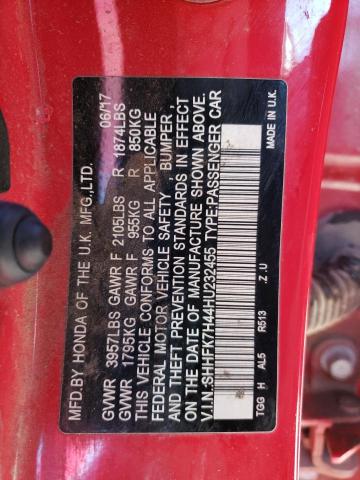 MFD.BY HONDA OF THE U.K. MFG.,LTD. 06/17
GVWR 3957LBS GAWR F 2105LBS R 1874LBS
GVWR 1795KG GAWR F 955KG R 850KG
THIS VEHICLE CONFORMS TO ALL APPLICABLE
FEDERAL MOTOR VEHICLE SAFETY, BUMPER,
AND THEFT PREVENTION STANDARDS IN EFFECT
ON THE DATE OF MANUFACTURE SHOWN ABOVE.
V.I.N.:SHHFK7H44HU232455 TYPE:PASSENGER CAR
TGG H AL5 R513 .Z .U MADE IN U.K.